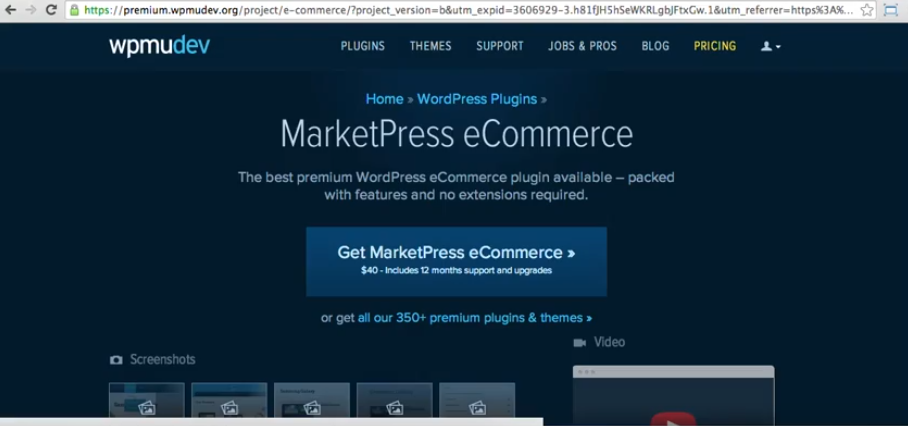 https://premium.wpmudev.org/project/e-commerce/?project_version=b&utm_expid=3606929-3.h81fJH5hSeWKRLgbJFtxGw.1&utm_referrer=https%3A%...
wpmudev
PLUGINS THEMES SUPPORT JOBS & PROS BLOG PRICING
Home » WordPress Plugins »
MarketPress eCommerce
The best premium WordPress eCommerce plugin available – packed
with features and no extensions required.
Get MarketPress eCommerce »
$40 - Includes 12 months support and upgrades
or get all our 350+ premium plugins & themes »
Video
Screenshots